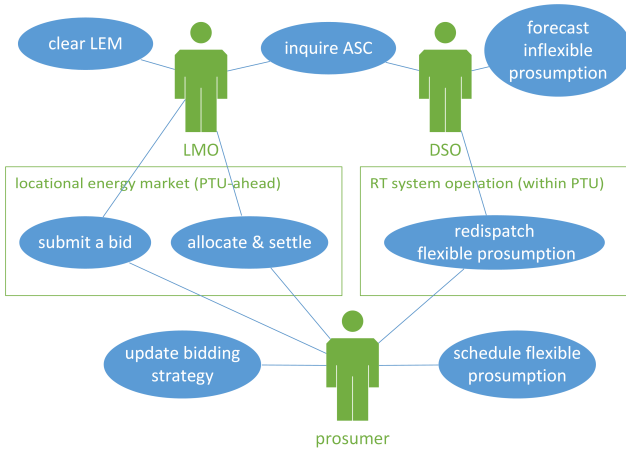 clear LEM
inquire ASC
forecast
inflexible
prosumption
LMO
DSO
locational energy market (PTU-ahead)
RT system operation (within PTU)
submit a bid
allocate & settle
redispatch
flexible prosumption
update bidding
strategy
schedule flexible
prosumption
prosumer